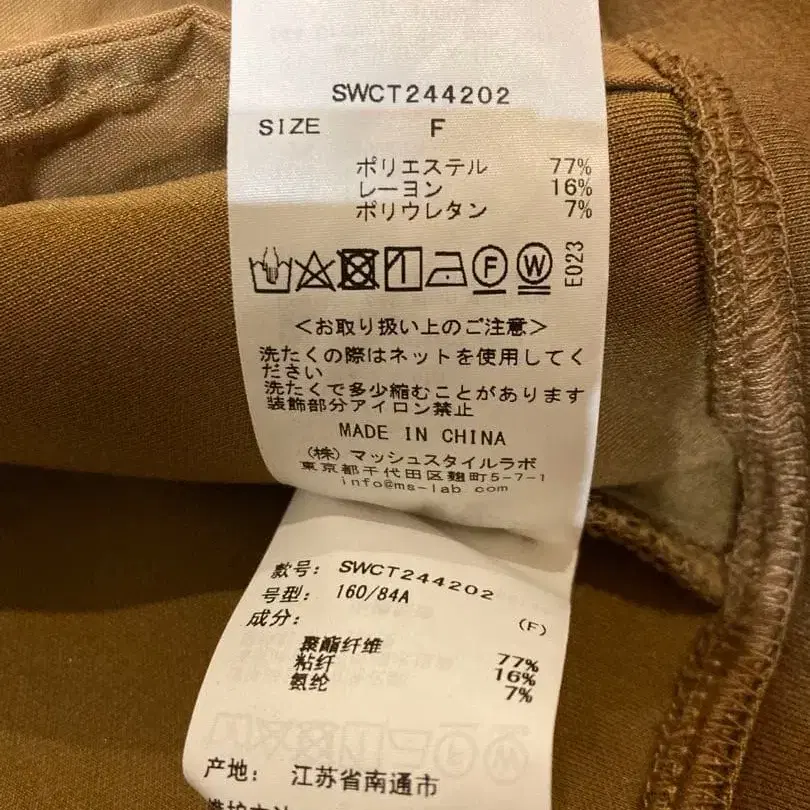 SWCT244202
SIZE F
ポリエステル 77%
レーヨン 16%
ポリウレタン 7%
F W E023
<お取り扱い上のご注意>
洗たくの際はネットを使用してく
ださい
洗たくで多少縮むことがあります
装飾部分アイロン禁止
MADE IN CHINA
(株)マッシュスタイルラボ
東京都千代田区麹町5-7-1
info@ms-lab.com
款号: SWCT244202
号型: 160/84A
成分: (F)
聚酯纤维 77%
粘纤 16%
氨纶 7%
产地: 江苏省南通市